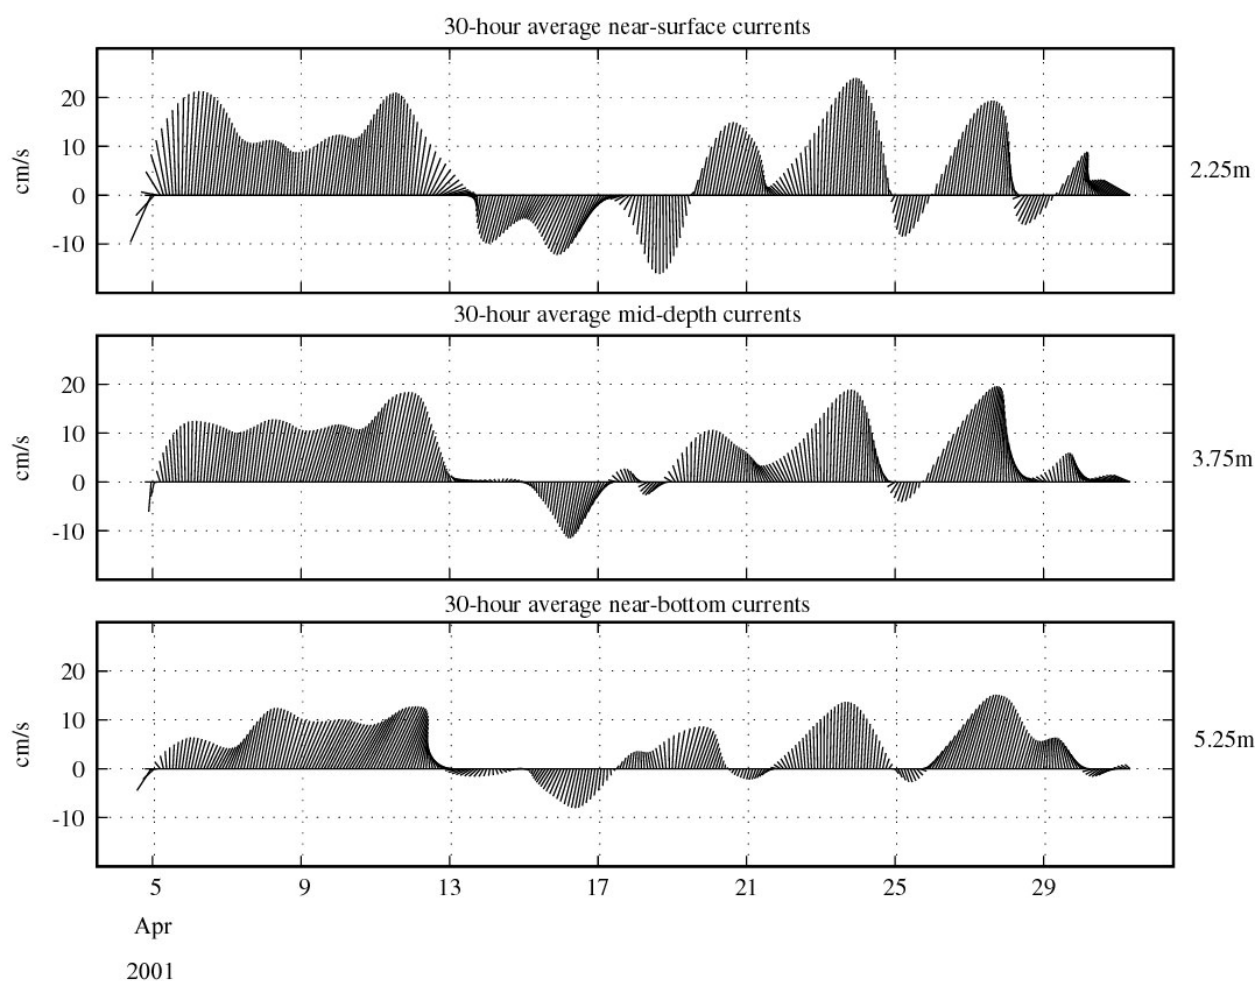 30-hour average near-surface currents
20
10
0
-10
cm/s
2.25m
30-hour average mid-depth currents
20
10
0
-10
cm/s
3.75m
30-hour average near-bottom currents
20
10
0
-10
cm/s
5.25m
5 9 13 17 21 25 29
Apr
2001